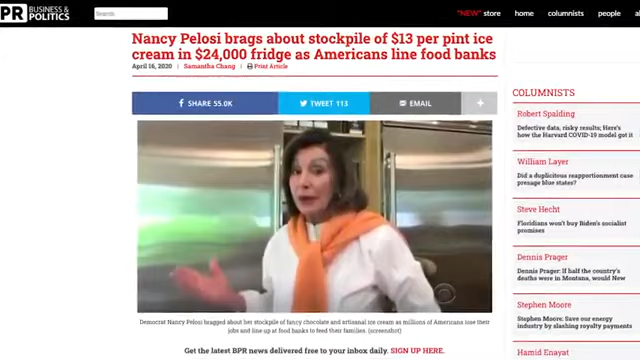 PR BUSINESS & POLITICS
Search
"NEW" store home columnists people
Nancy Pelosi brags about stockpile of $13 per pint ice
cream in $24,000 fridge as Americans line food banks
April 16, 2020 | Samantha Chang | Print Article
SHARE 55.0K TWEET 113 EMAIL +
Democrat Nancy Pelosi bragged about her stockpile of fancy chocolate and artisanal ice cream as millions of Americans lose their
jobs and line up at food banks to feed their families. (screenshot)
Get the latest BPR news delivered free to your inbox daily. SIGN UP HERE.
COLUMNISTS
Robert Spalding
Defective data, risky results; Here's
how the Harvard COVID-19 model got it
William Layer
Did a duplicitous reapportionment case
presage blue states?
Steve Hecht
Floridians won't buy Biden's socialist
promises
Dennis Prager
Dennis Prager: If half the country's
deaths were in Montana, would New
Stephen Moore
Stephen Moore: Save our energy
industry by slashing royalty payments
Hamid Enayat